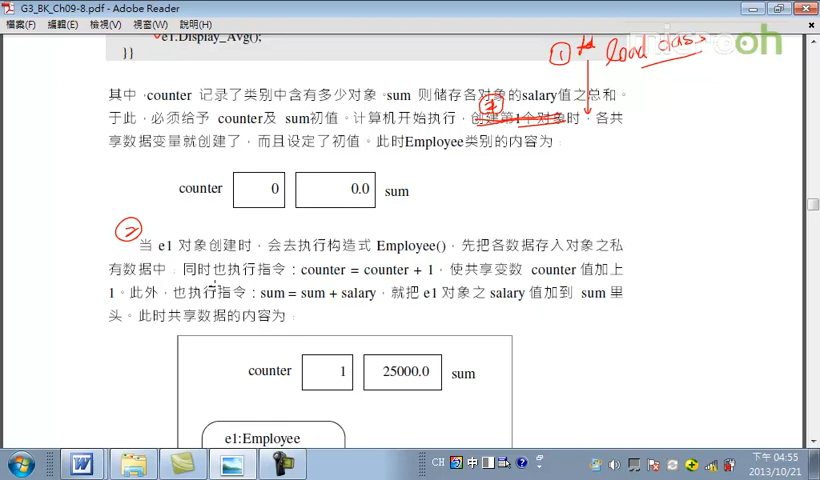 G3_BK_Ch09-8.pdf - Adobe Reader
檔案(F) 編輯(E) 檢視(V) 視窗(W) 說明(H)
e1.Display_Avg();
}}
① load class
其中，counter 记录了类别中含有多少对象。sum 则储存各对象的salary值之总和。
于此，必须给予 counter及 sum初值。计算机开始执行，创建第1个对象时，各共
享数据变量就创建了，而且设定了初值。此时Employee类别的内容为：
counter 0 0.0 sum
②
当 e1 对象创建时，会去执行构造式 Employee()，先把各数据存入对象之私
有数据中，同时也执行指令：counter = counter + 1，使共享变数 counter 值加上
1。此外，也执行指令：sum = sum + salary，就把 e1 对象之 salary 值加到 sum 里
头。此时共享数据的内容为：
counter 1 25000.0 sum
e1:Employee
CH 中
下午 04:55
2013/10/21